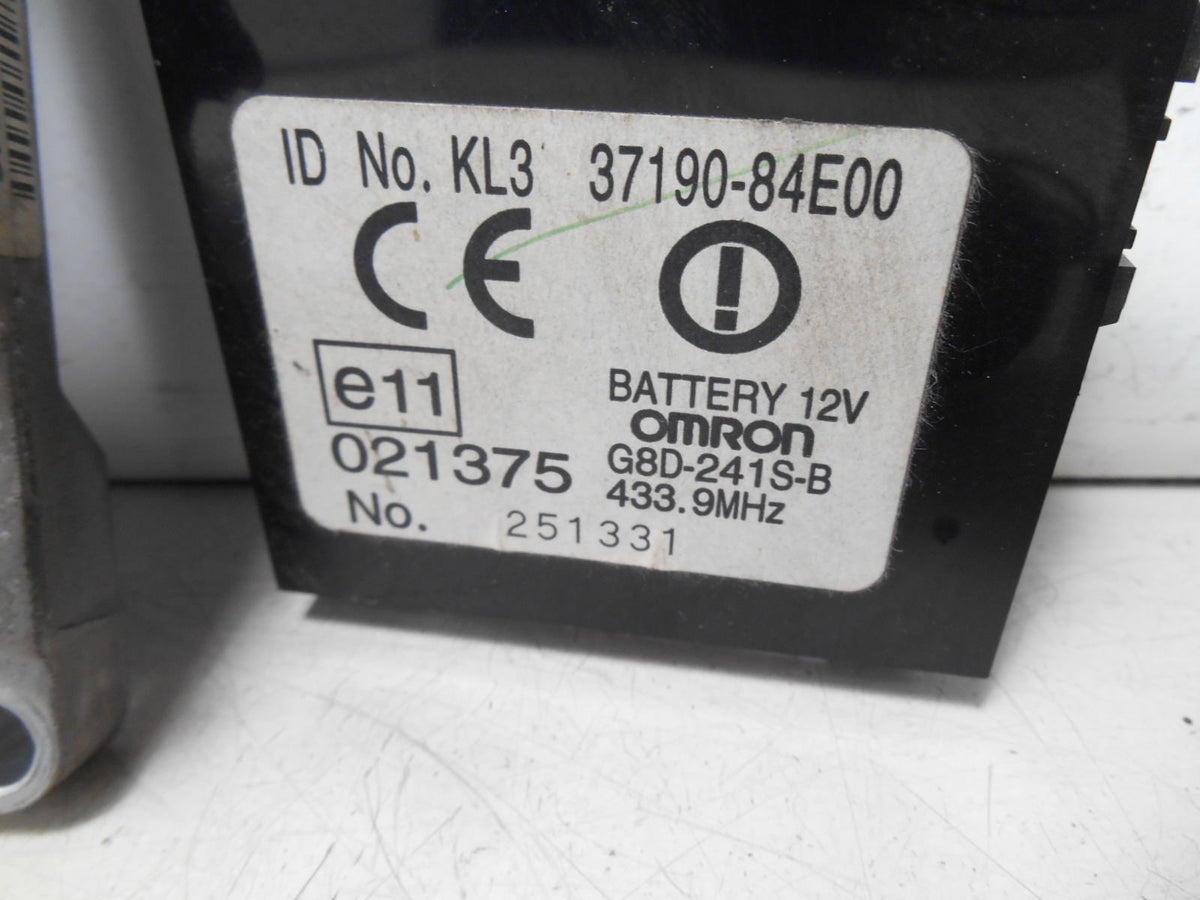 ID No. KL3 37190-84E00
CE
e11
021375
BATTERY 12V
OMRON
G8D-241S-B
433.9MHz
No. 251331